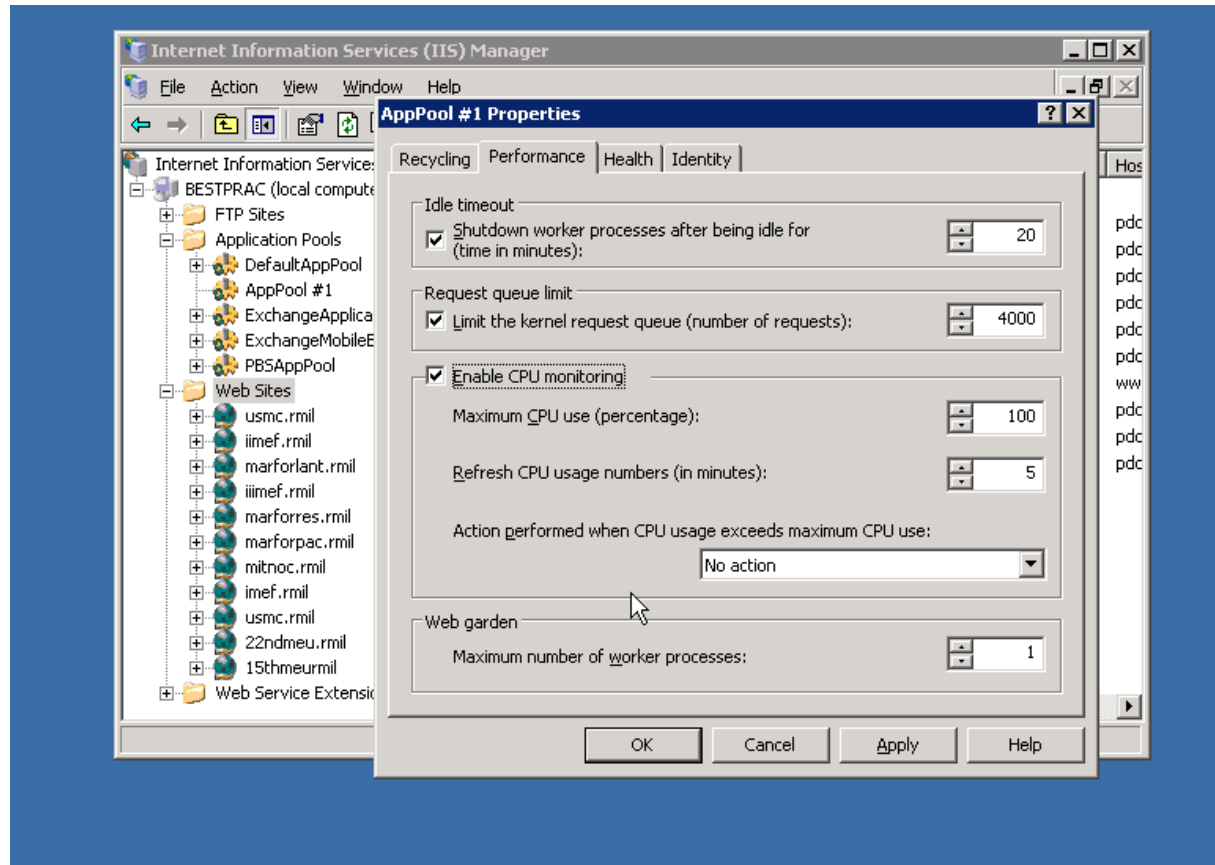 Internet Information Services (IIS) Manager
File Action View Window Help
AppPool #1 Properties
Recycling Performance Health Identity
Internet Information Service
BESTPRAC (local compute
FTP Sites
Application Pools
DefaultAppPool
AppPool #1
ExchangeApplica
ExchangeMobileE
PBSAppPool
Web Sites
usmc.rmil
iimef.rmil
marforlant.rmil
iiimef.rmil
marforres.rmil
marforpac.rmil
mitnoc.rmil
imef.rmil
usmc.rmil
22ndmeu.rmil
15thmeurmil
Web Service Extensio
Idle timeout
Shutdown worker processes after being idle for
(time in minutes):
20
Request queue limit
Limit the kernel request queue (number of requests):
4000
Enable CPU monitoring
Maximum CPU use (percentage):
100
Refresh CPU usage numbers (in minutes):
5
Action performed when CPU usage exceeds maximum CPU use:
No action
Web garden
Maximum number of worker processes:
1
OK Cancel Apply Help
Hos
pdc
pdc
pdc
pdc
pdc
pdc
ww
pdc
pdc
pdc